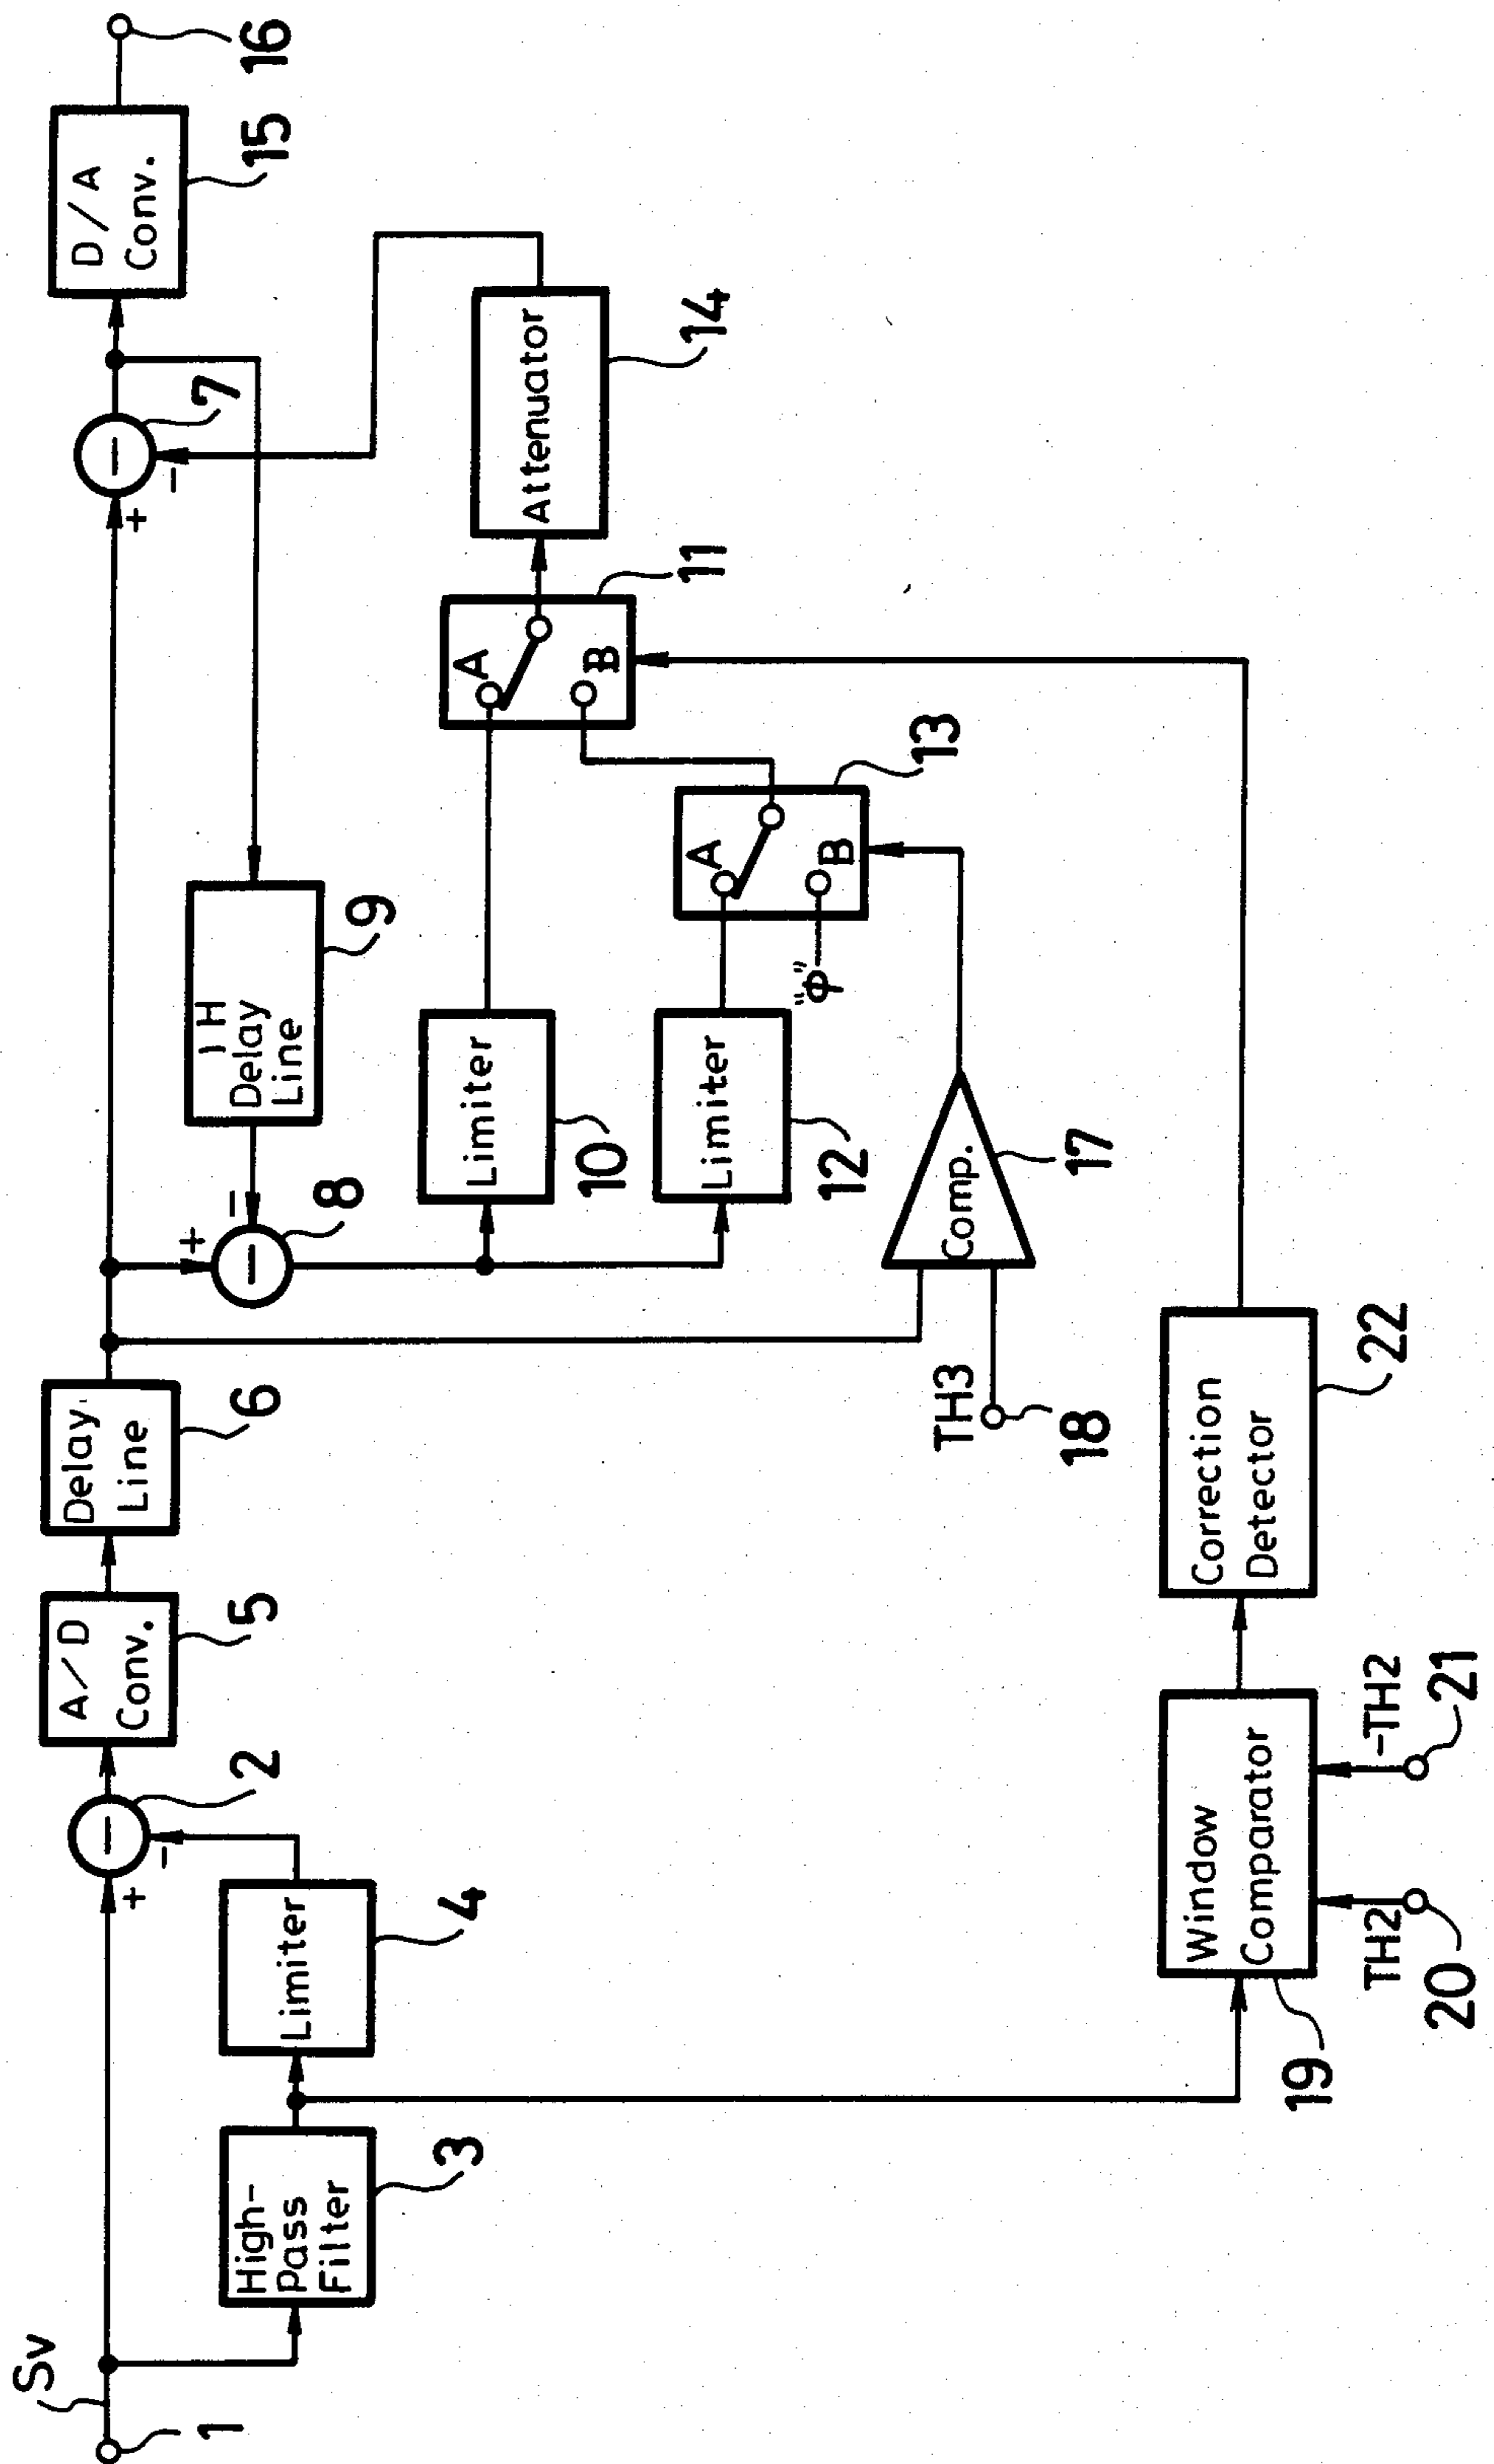 Sv
1
High-
pass
Filter
3
Limiter
4
+
−
−
2
A/D
Conv.
5
Delay
Line
6
+
−
−
8
1H
Delay
Line
9
+
−
−
7
D/A
Conv.
15
16
Limiter
10
Limiter
12
"ϕ"
A
B
13
A
B
11
Attenuator
14
Comp.
17
TH3
18
Window
Comparator
19
TH2
20
-TH2
21
Correction
Detector
22